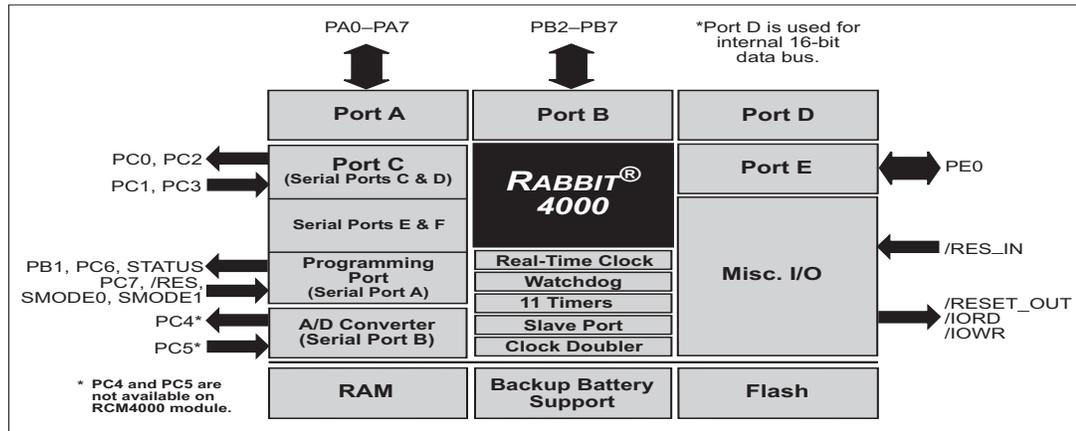 PA0–PA7
PB2–PB7
*Port D is used for
internal 16-bit
data bus.
Port A
Port B
Port D
PC0, PC2
PC1, PC3
Port C
(Serial Ports C & D)
Serial Ports E & F
RABBIT®
4000
Port E
PE0
PB1, PC6, STATUS
PC7, /RES,
SMODE0, SMODE1
Programming
Port
(Serial Port A)
Real-Time Clock
Watchdog
11 Timers
Slave Port
Clock Doubler
Misc. I/O
/RES_IN
/RESET_OUT
/IORD
/IOWR
PC4*
PC5*
A/D Converter
(Serial Port B)
* PC4 and PC5 are
not available on
RCM4000 module.
RAM
Backup Battery
Support
Flash